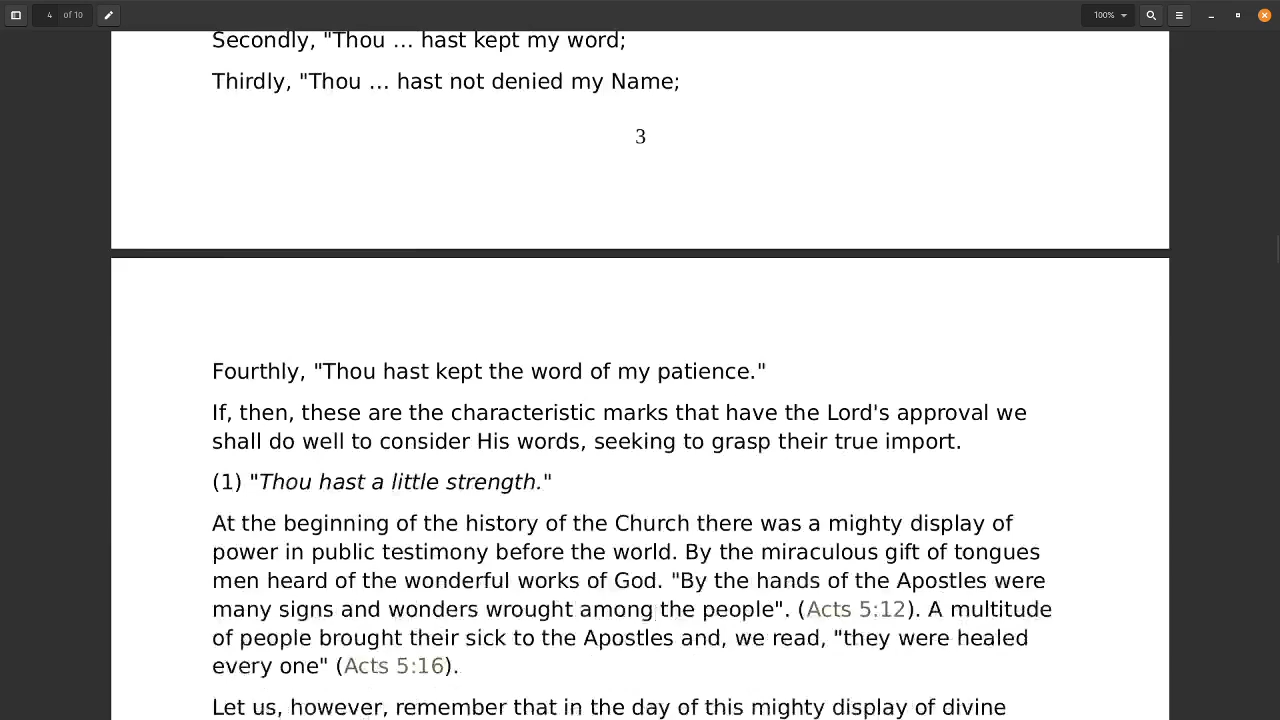 4 of 10
100%
Secondly, "Thou ... hast kept my word;
Thirdly, "Thou ... hast not denied my Name;
3
Fourthly, "Thou hast kept the word of my patience."
If, then, these are the characteristic marks that have the Lord's approval we
shall do well to consider His words, seeking to grasp their true import.
(1) "Thou hast a little strength."
At the beginning of the history of the Church there was a mighty display of
power in public testimony before the world. By the miraculous gift of tongues
men heard of the wonderful works of God. "By the hands of the Apostles were
many signs and wonders wrought among the people". (Acts 5:12). A multitude
of people brought their sick to the Apostles and, we read, "they were healed
every one" (Acts 5:16).
Let us, however, remember that in the day of this mighty display of divine